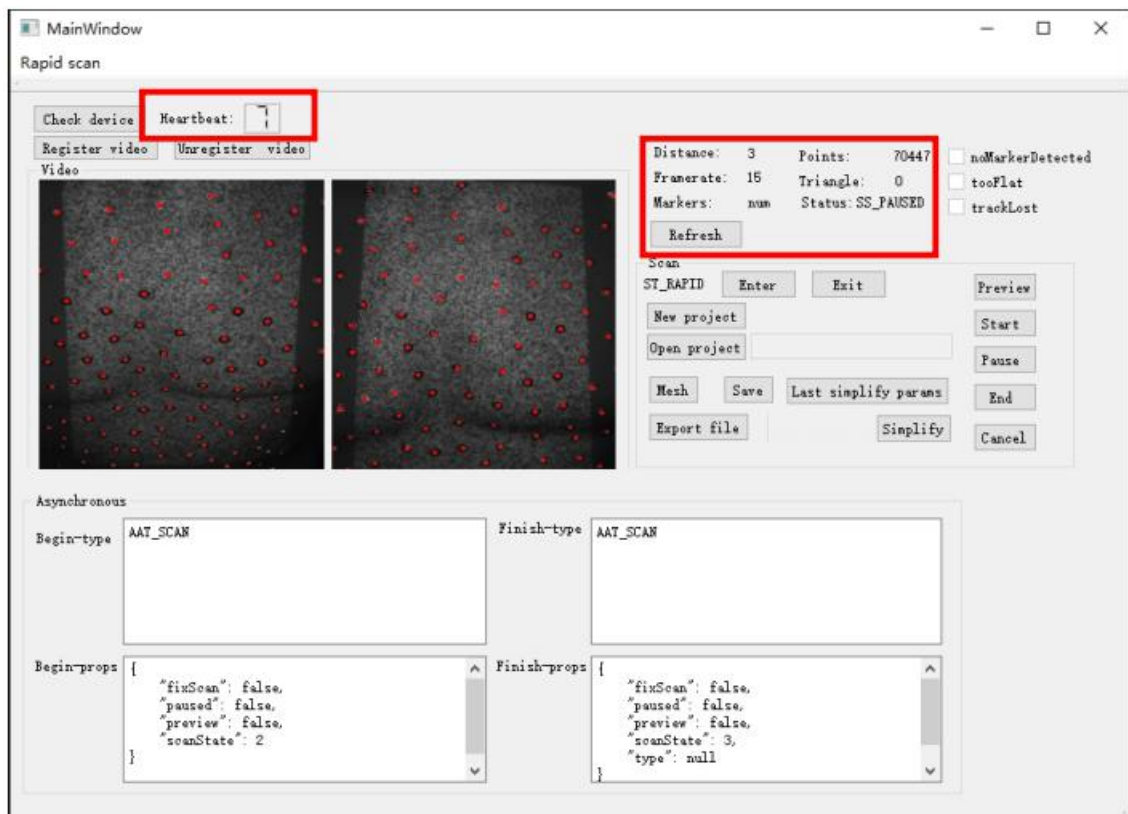 MainWindow
Rapid scan
Check device
Heartbeat: 7
Register video
Unregister video
Video
Distance: 3 Points: 70447
Framerate: 15 Triangle: 0
Markers: num Status: SS_PAUSED
Refresh
noMarkerDetected
tooFlat
trackLost
Scan
ST_RAPID Enter Exit
New project
Open project
Mesh Save Last simplify params
Export file Simplify
Preview
Start
Pause
End
Cancel
Asynchronous
Begin-type
AAT_SCAN
Finish-type
AAT_SCAN
Begin-props
{
"fixScan": false,
"paused": false,
"preview": false,
"scanState": 2
}
Finish-props
{
"fixScan": false,
"paused": false,
"preview": false,
"scanState": 3,
"type": null
}